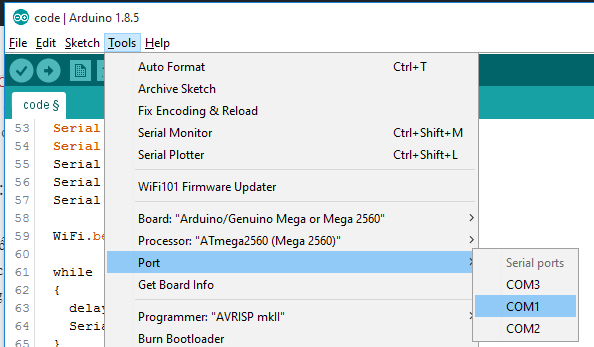 code | Arduino 1.8.5
File Edit Sketch Tools Help
Auto Format Ctrl+T
Archive Sketch
Fix Encoding & Reload
Serial Monitor Ctrl+Shift+M
Serial Plotter Ctrl+Shift+L
WiFi101 Firmware Updater
Board: "Arduino/Genuino Mega or Mega 2560"
Processor: "ATmega2560 (Mega 2560)"
Port
Get Board Info
Programmer: "AVRISP mkII"
Burn Bootloader
Serial ports
COM3
COM1
COM2
code §
53 Serial
54 Serial
55 Serial
56 Serial
57 Serial
58
59 WiFi.be
60
61 while
62 {
63 delay
64 Seria
65 }